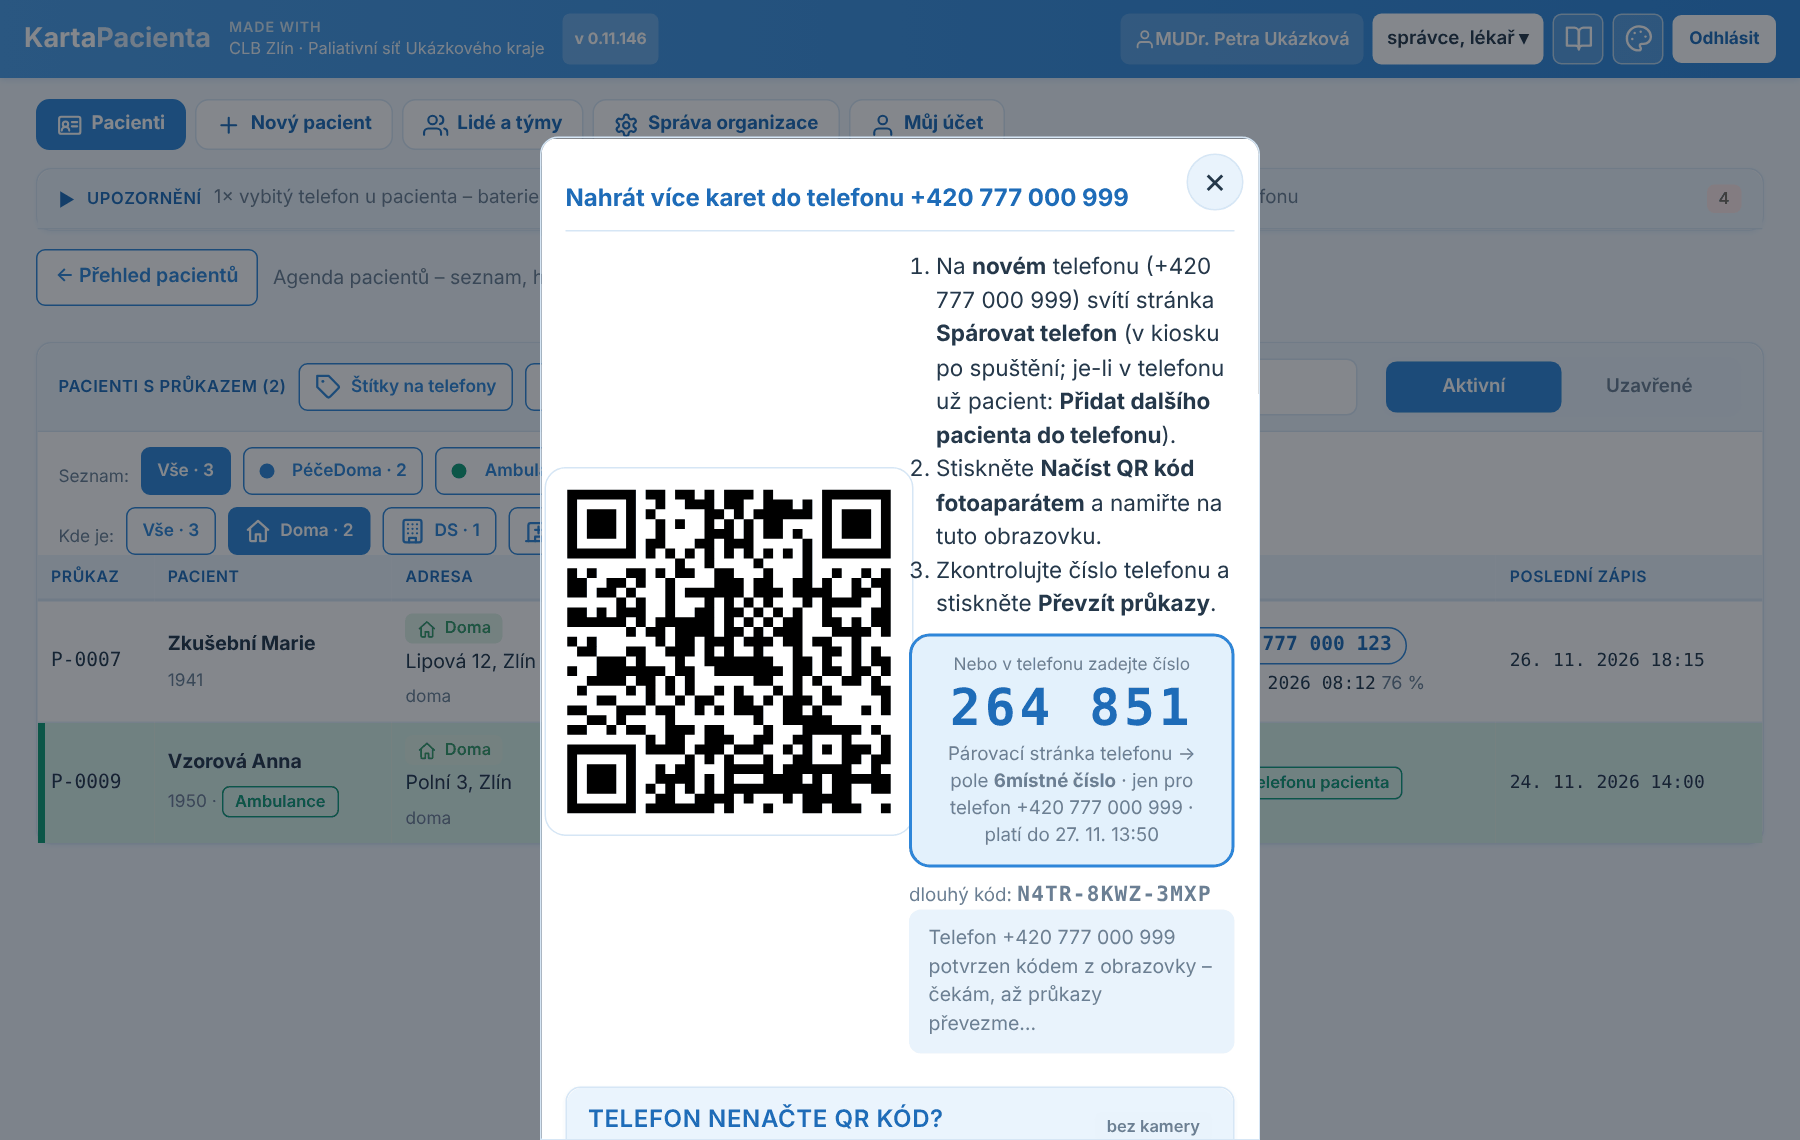 KartaPacienta
MADE WITH
CLB Zlín · Paliativní síť Ukázkového kraje
v 0.11.146
MUDr. Petra Ukázková
správce, lékař ▾
Odhlásit
Pacienti
Nový pacient
Lidé a týmy
Správa organizace
Můj účet
UPOZORNĚNÍ 1× vybitý telefon u pacienta – baterie
4
← Přehled pacientů
Agenda pacientů – seznam, h
PACIENTI S PRŮKAZEM (2)
Štítky na telefony
Aktivní
Uzavřené
Seznam: Vše · 3 PéčeDoma · 2
Kde je: Vše · 3 Doma · 2 DS · 1
PRŮKAZ PACIENT ADRESA POSLEDNÍ ZÁPIS
P-0007
Zkušební Marie
1941
Doma
Lipová 12, Zlín
doma
777 000 123
2026 08:12 76 %
26. 11. 2026 18:15
P-0009
Vzorová Anna
1950 · Ambulance
Doma
Polní 3, Zlín
doma
pacienta
24. 11. 2026 14:00
Nahrát více karet do telefonu +420 777 000 999
1. Na novém telefonu (+420
777 000 999) svítí stránka
Spárovat telefon (v kiosku
po spuštění; je-li v telefonu
už pacient: Přidat dalšího
pacienta do telefonu).
2. Stiskněte Načíst QR kód
fotoaparátem a namiřte na
tuto obrazovku.
3. Zkontrolujte číslo telefonu a
stiskněte Převzít průkazy.
Nebo v telefonu zadejte číslo
264 851
Párovací stránka telefonu →
pole 6místné číslo · jen pro
telefon +420 777 000 999 ·
platí do 27. 11. 13:50
dlouhý kód: N4TR-8KWZ-3MXP
Telefon +420 777 000 999
potvrzen kódem z obrazovky –
čekám, až průkazy
převezme…
TELEFON NENAČTE QR KÓD?
bez kamery